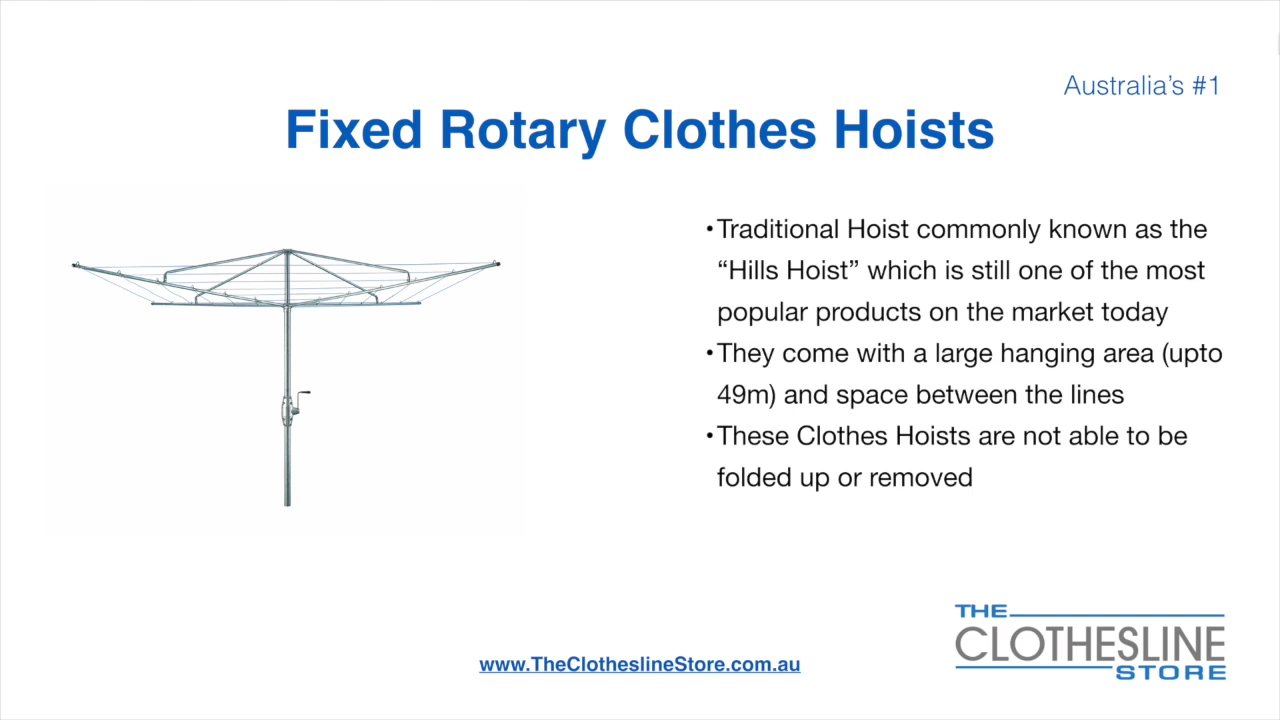 Australia's #1
Fixed Rotary Clothes Hoists
•Traditional Hoist commonly known as the
“Hills Hoist” which is still one of the most
popular products on the market today
•They come with a large hanging area (upto
49m) and space between the lines
•These Clothes Hoists are not able to be
folded up or removed
THE
CLOTHESLINE
STORE
www.TheClotheslineStore.com.au